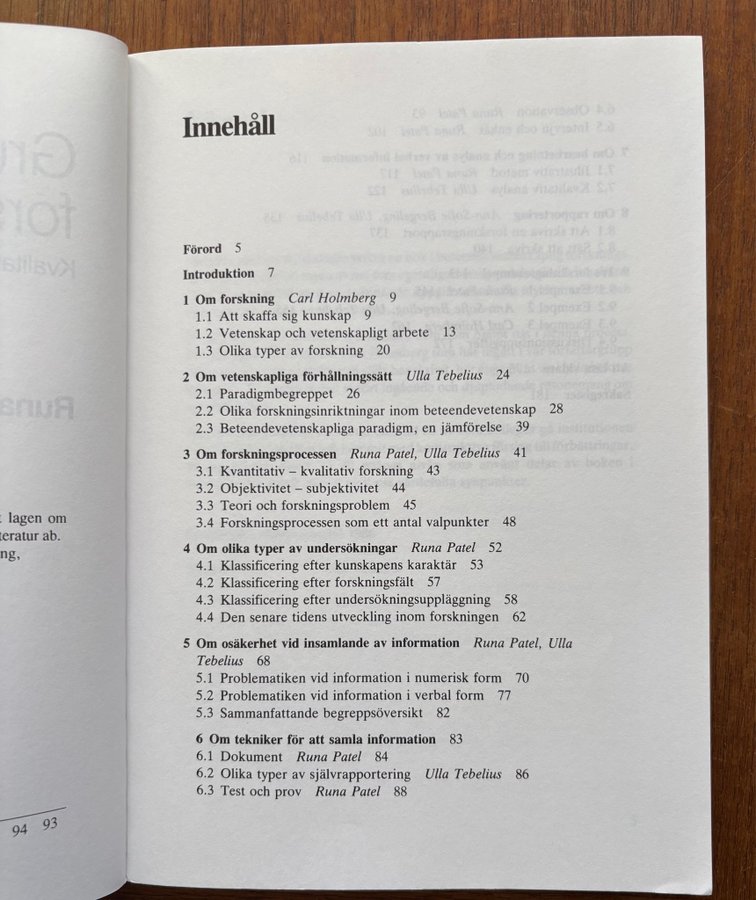 Innehåll
Förord 5
Introduktion 7
1 Om forskning Carl Holmberg 9
1.1 Att skaffa sig kunskap 9
1.2 Vetenskap och vetenskapligt arbete 13
1.3 Olika typer av forskning 20
2 Om vetenskapliga förhållningssätt Ulla Tebelius 24
2.1 Paradigmbegreppet 26
2.2 Olika forskningsinriktningar inom beteendevetenskap 28
2.3 Beteendevetenskapliga paradigm, en jämförelse 39
3 Om forskningsprocessen Runa Patel, Ulla Tebelius 41
3.1 Kvantitativ – kvalitativ forskning 43
3.2 Objektivitet – subjektivitet 44
3.3 Teori och forskningsproblem 45
3.4 Forskningsprocessen som ett antal valpunkter 48
4 Om olika typer av undersökningar Runa Patel 52
4.1 Klassificering efter kunskapens karaktär 53
4.2 Klassificering efter forskningsfält 57
4.3 Klassificering efter undersökningsuppläggning 58
4.4 Den senare tidens utveckling inom forskningen 62
5 Om osäkerhet vid insamlande av information Runa Patel, Ulla
Tebelius 68
5.1 Problematiken vid information i numerisk form 70
5.2 Problematiken vid information i verbal form 77
5.3 Sammanfattande begreppsöversikt 82
6 Om tekniker för att samla information 83
6.1 Dokument Runa Patel 84
6.2 Olika typer av självrapportering Ulla Tebelius 86
6.3 Test och prov Runa Patel 88
lagen om
ab.
94 93